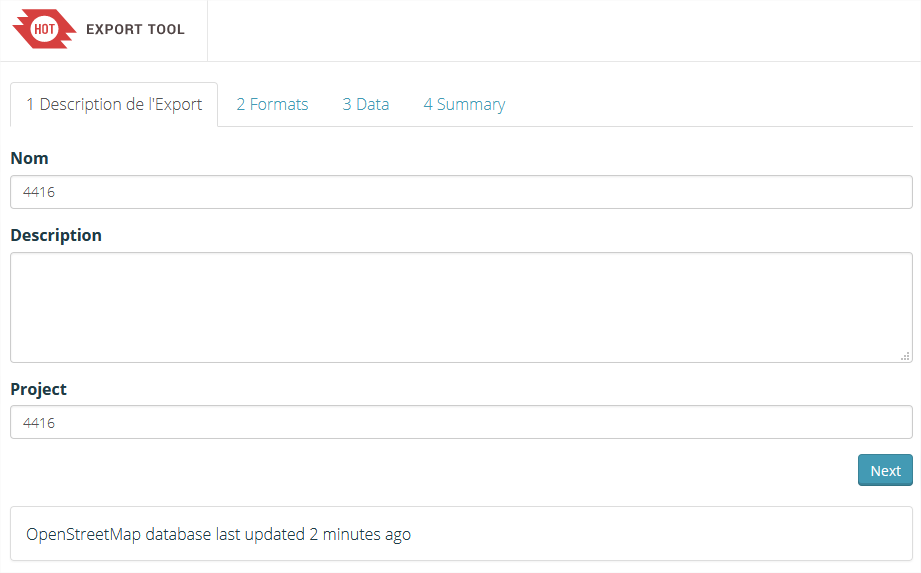 HOT EXPORT TOOL
1 Description de l'Export 2 Formats 3 Data 4 Summary
Nom
4416
Description
Project
4416
Next
OpenStreetMap database last updated 2 minutes ago